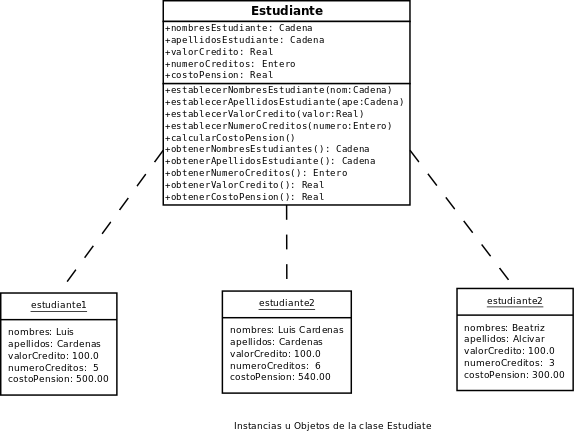 Estudiante
+nombresEstudiante: Cadena
+apellidosEstudiante: Cadena
+valorCredito: Real
+numeroCreditos: Entero
+costoPension: Real
+establecerNombresEstudiante(nom:Cadena)
+establecerApellidosEstudiante(ape:Cadena)
+establecerValorCredito(valor:Real)
+establecerNumeroCreditos(numero:Entero)
+calcularCostoPension()
+obtenerNombresEstudiantes(): Cadena
+obtenerApellidosEstudiante(): Cadena
+obtenerNumeroCreditos(): Entero
+obtenerValorCredito(): Real
+obtenerCostoPension(): Real
estudiante1
nombres: Luis
apellidos: Cardenas
valorCredito: 100.0
numeroCreditos: 5
costoPension: 500.00
estudiante2
nombres: Luis Cardenas
apellidos: Cardenas
valorCredito: 100.0
numeroCreditos: 6
costoPension: 540.00
estudiante2
nombres: Beatriz
apellidos: Alcivar
valorCredito: 100.0
numeroCreditos: 3
costoPension: 300.00
Instancias u Objetos de la clase Estudiate